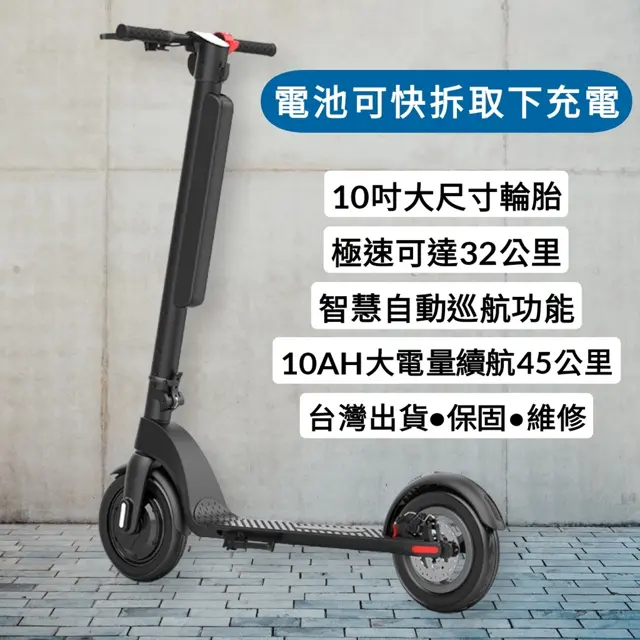 電池可快拆取下充電
10吋大尺寸輪胎
極速可達32公里
智慧自動巡航功能
10AH大電量續航45公里
台灣出貨●保固●維修